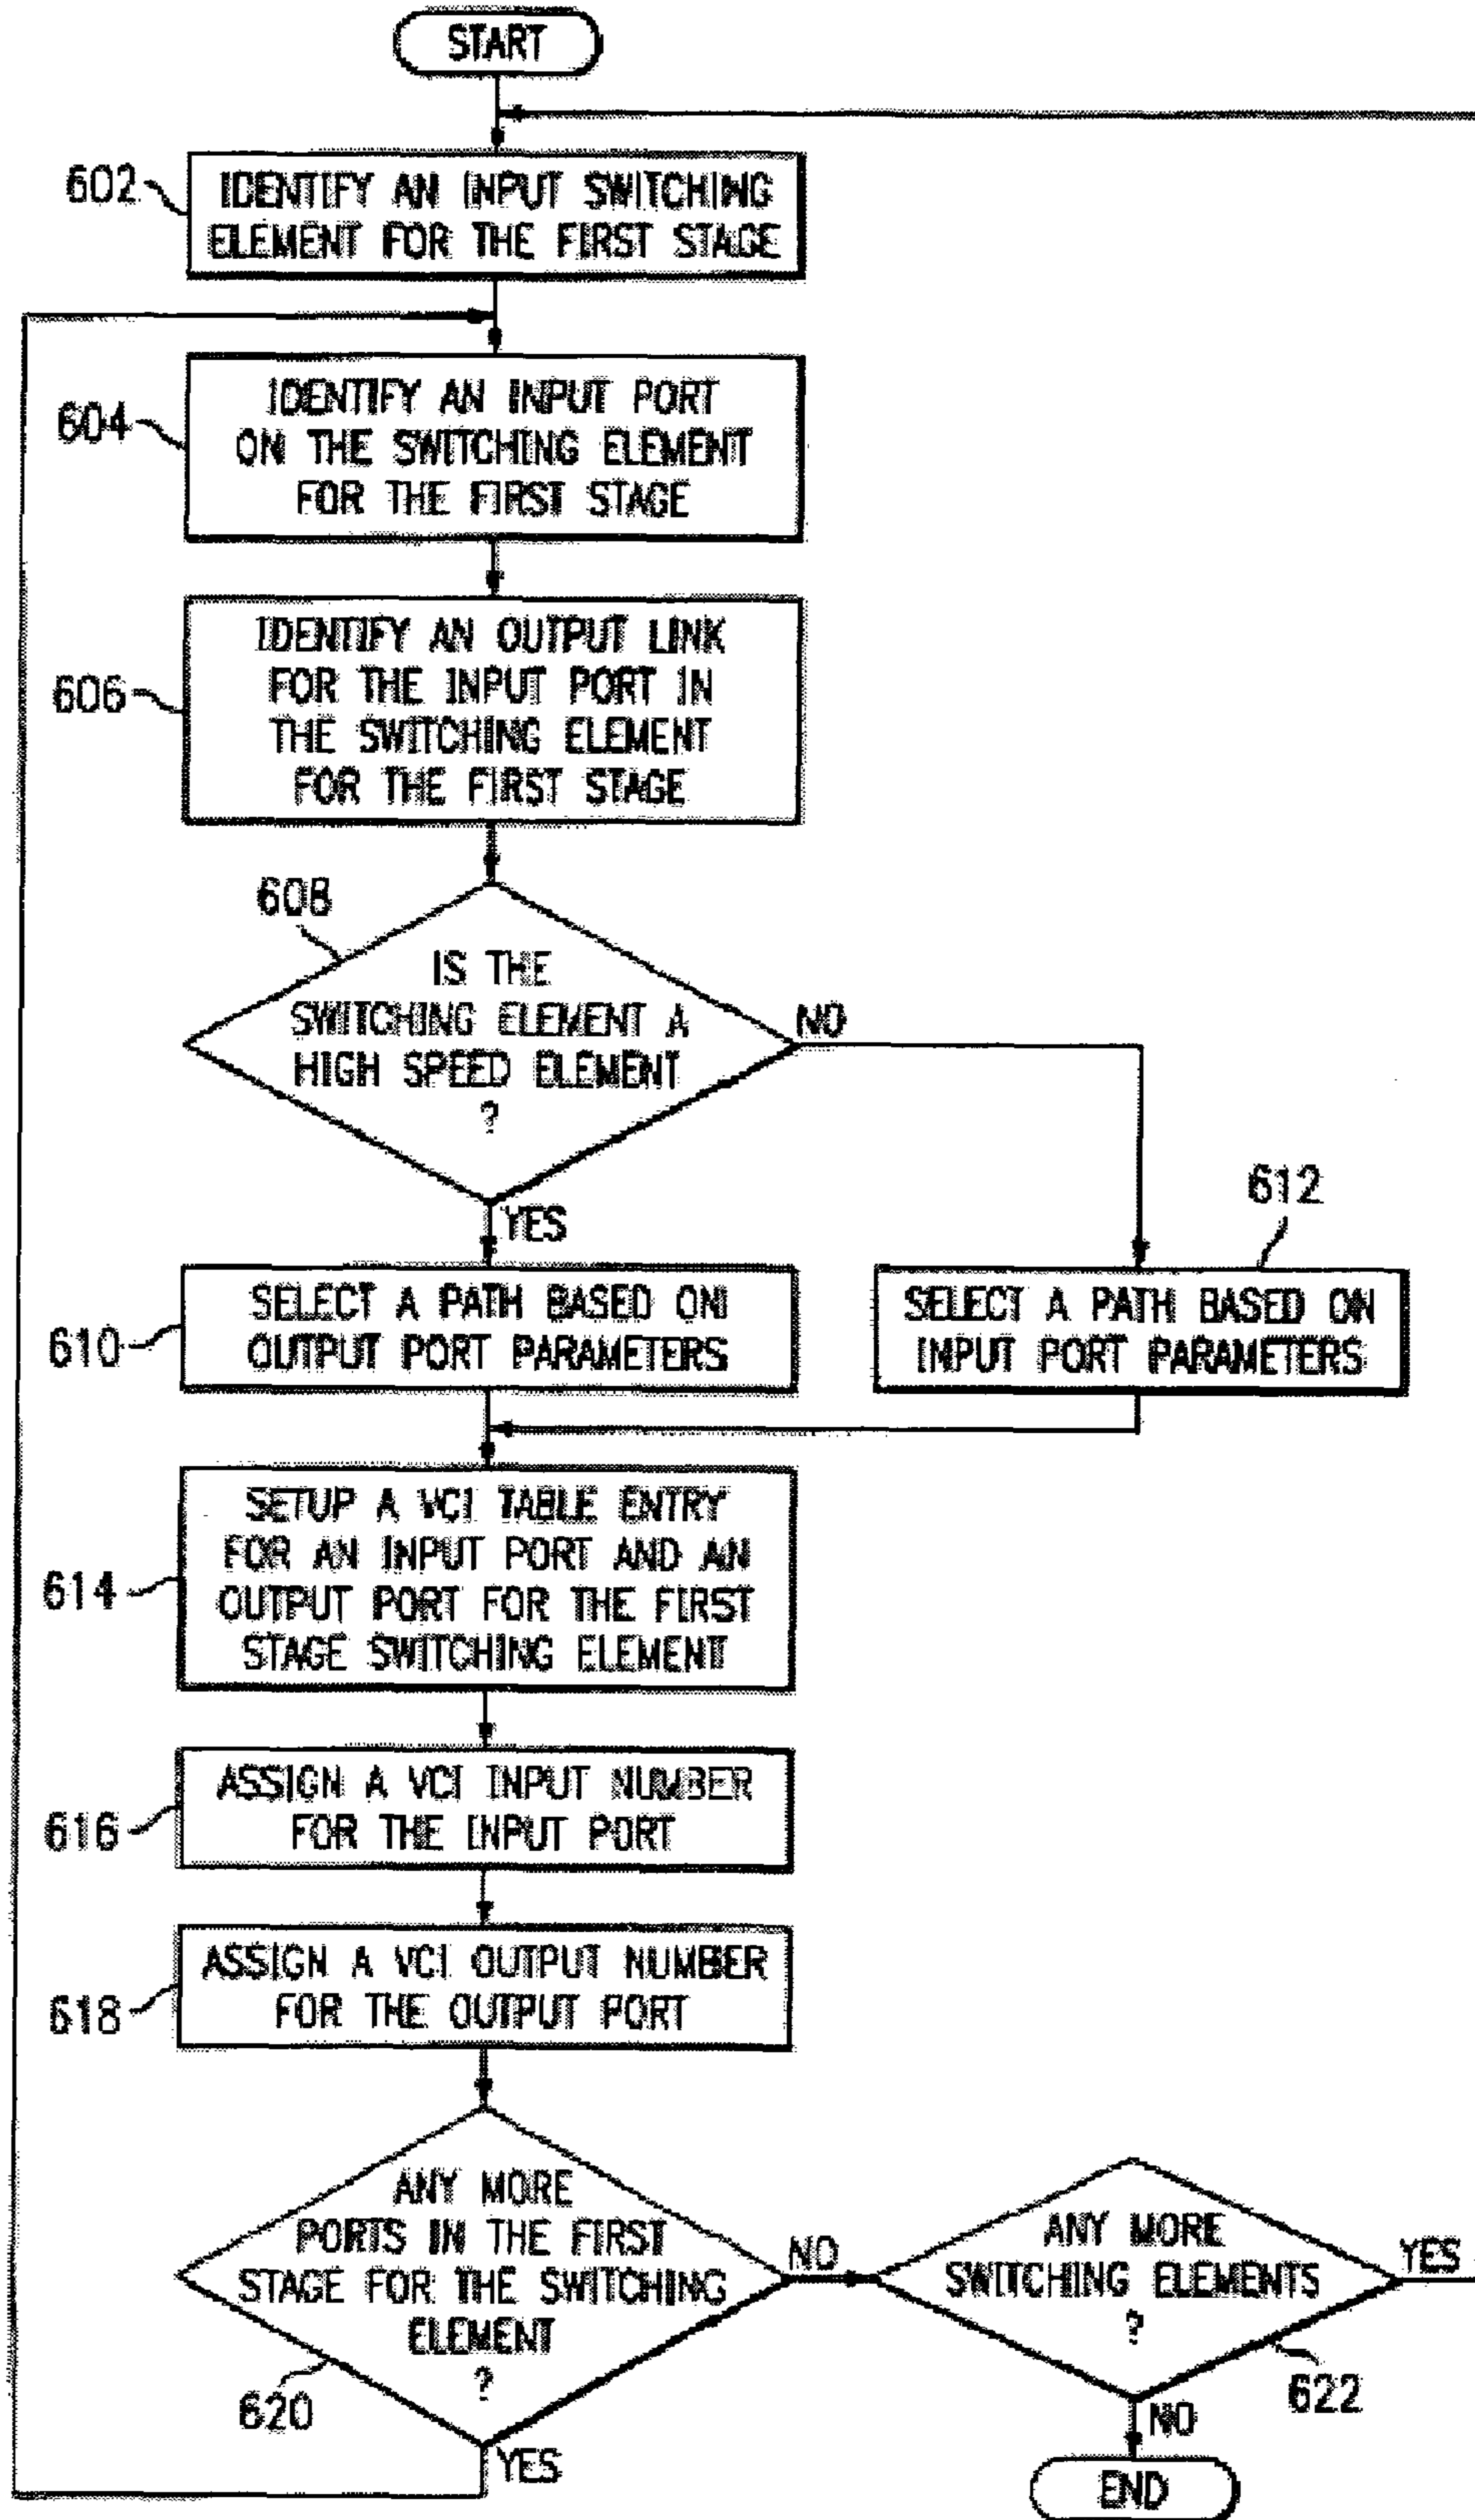 START
602
IDENTIFY AN INPUT SWITCHING
ELEMENT FOR THE FIRST STAGE
604
IDENTIFY AN INPUT PORT
ON THE SWITCHING ELEMENT
FOR THE FIRST STAGE
606
IDENTIFY AN OUTPUT LINK
FOR THE INPUT PORT IN
THE SWITCHING ELEMENT
FOR THE FIRST STAGE
608
IS THE
SWITCHING ELEMENT A
HIGH SPEED ELEMENT
?
NO
YES
610
SELECT A PATH BASED ON
OUTPUT PORT PARAMETERS
612
SELECT A PATH BASED ON
INPUT PORT PARAMETERS
614
SETUP A VCI TABLE ENTRY
FOR AN INPUT PORT AND AN
OUTPUT PORT FOR THE FIRST
STAGE SWITCHING ELEMENT
616
ASSIGN A VCI INPUT NUMBER
FOR THE INPUT PORT
618
ASSIGN A VCI OUTPUT NUMBER
FOR THE OUTPUT PORT
ANY MORE
PORTS IN THE FIRST
STAGE FOR THE SWITCHING
ELEMENT
?
620
NO
YES
ANY MORE
SWITCHING ELEMENTS
?
622
YES
NO
END